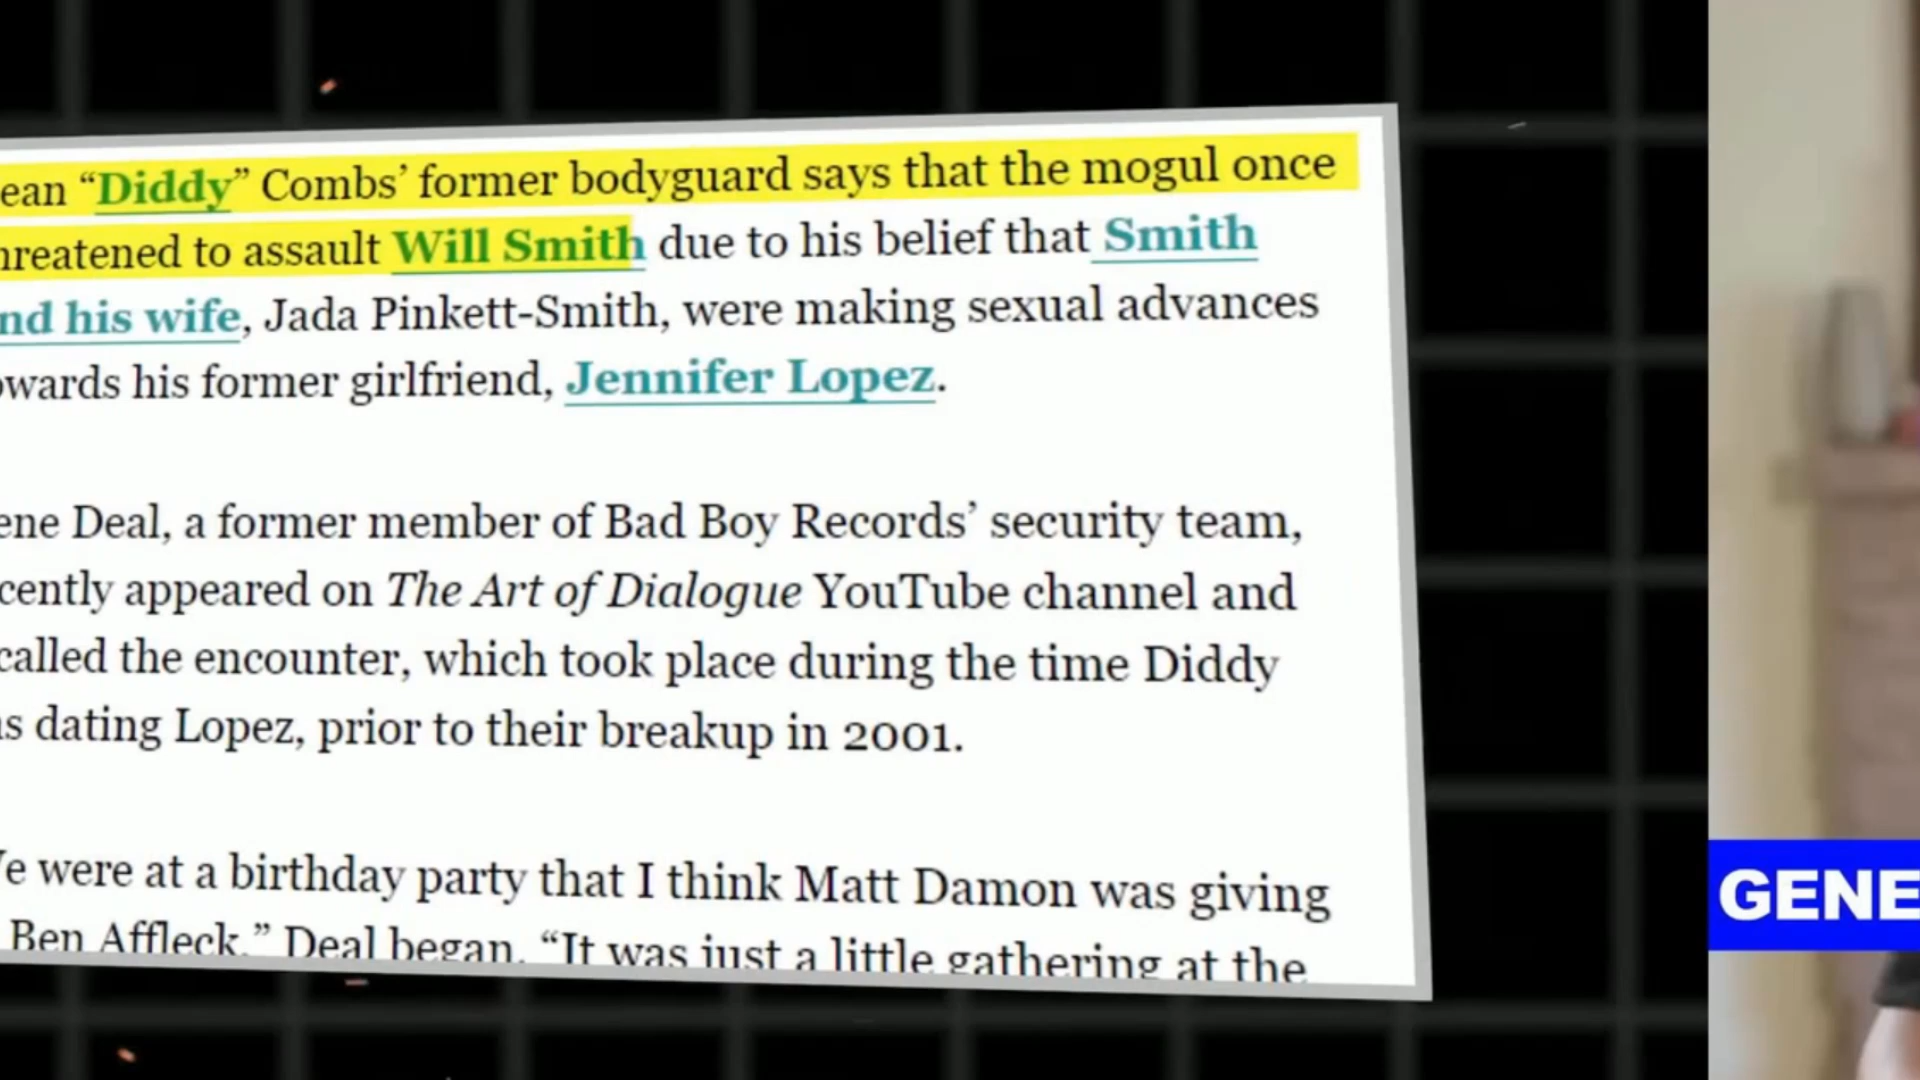 ean “Diddy” Combs’ former bodyguard says that the mogul once
hreatened to assault Will Smith due to his belief that Smith
nd his wife, Jada Pinkett-Smith, were making sexual advances
owards his former girlfriend, Jennifer Lopez.
ene Deal, a former member of Bad Boy Records’ security team,
cently appeared on The Art of Dialogue YouTube channel and
called the encounter, which took place during the time Diddy
as dating Lopez, prior to their breakup in 2001.
e were at a birthday party that I think Matt Damon was giving
Ben Affleck,” Deal began. “It was just a little gathering at the
GENE